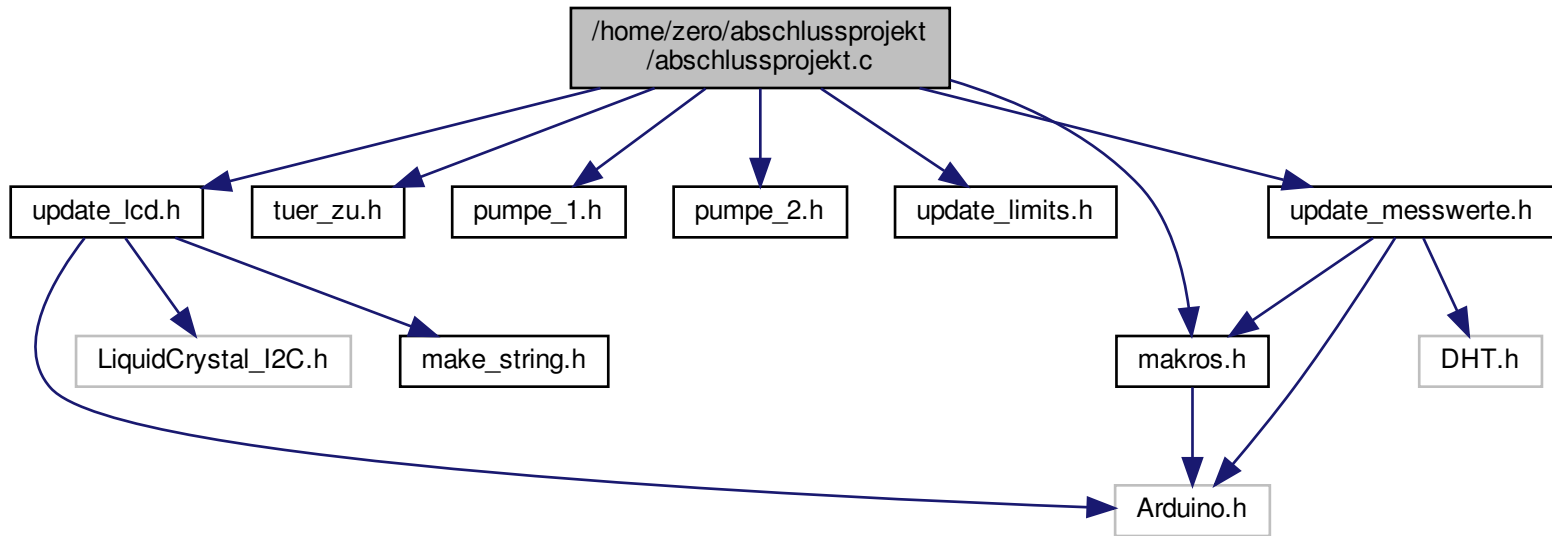 /home/zero/abschlussprojekt
/abschlussprojekt.c
update_lcd.h
tuer_zu.h
pumpe_1.h
pumpe_2.h
update_limits.h
update_messwerte.h
LiquidCrystal_I2C.h
make_string.h
makros.h
DHT.h
Arduino.h